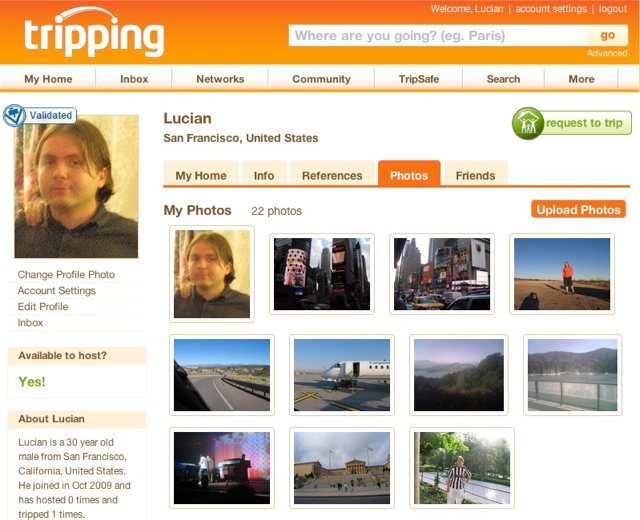 tripping
Welcome, Lucian | account settings | logout
Where are you going? (eg. Paris) go
Advanced
My Home Inbox Networks Community TripSafe Search More
Validated
Lucian
San Francisco, United States
request to trip
My Home Info References Photos Friends
My Photos 22 photos Upload Photos
Change Profile Photo
Account Settings
Edit Profile
Inbox
Available to host?
Yes!
About Lucian
Lucian is a 30 year old
male from San Francisco,
California, United States.
He joined in Oct 2009 and
has hosted 0 times and
tripped 1 times.